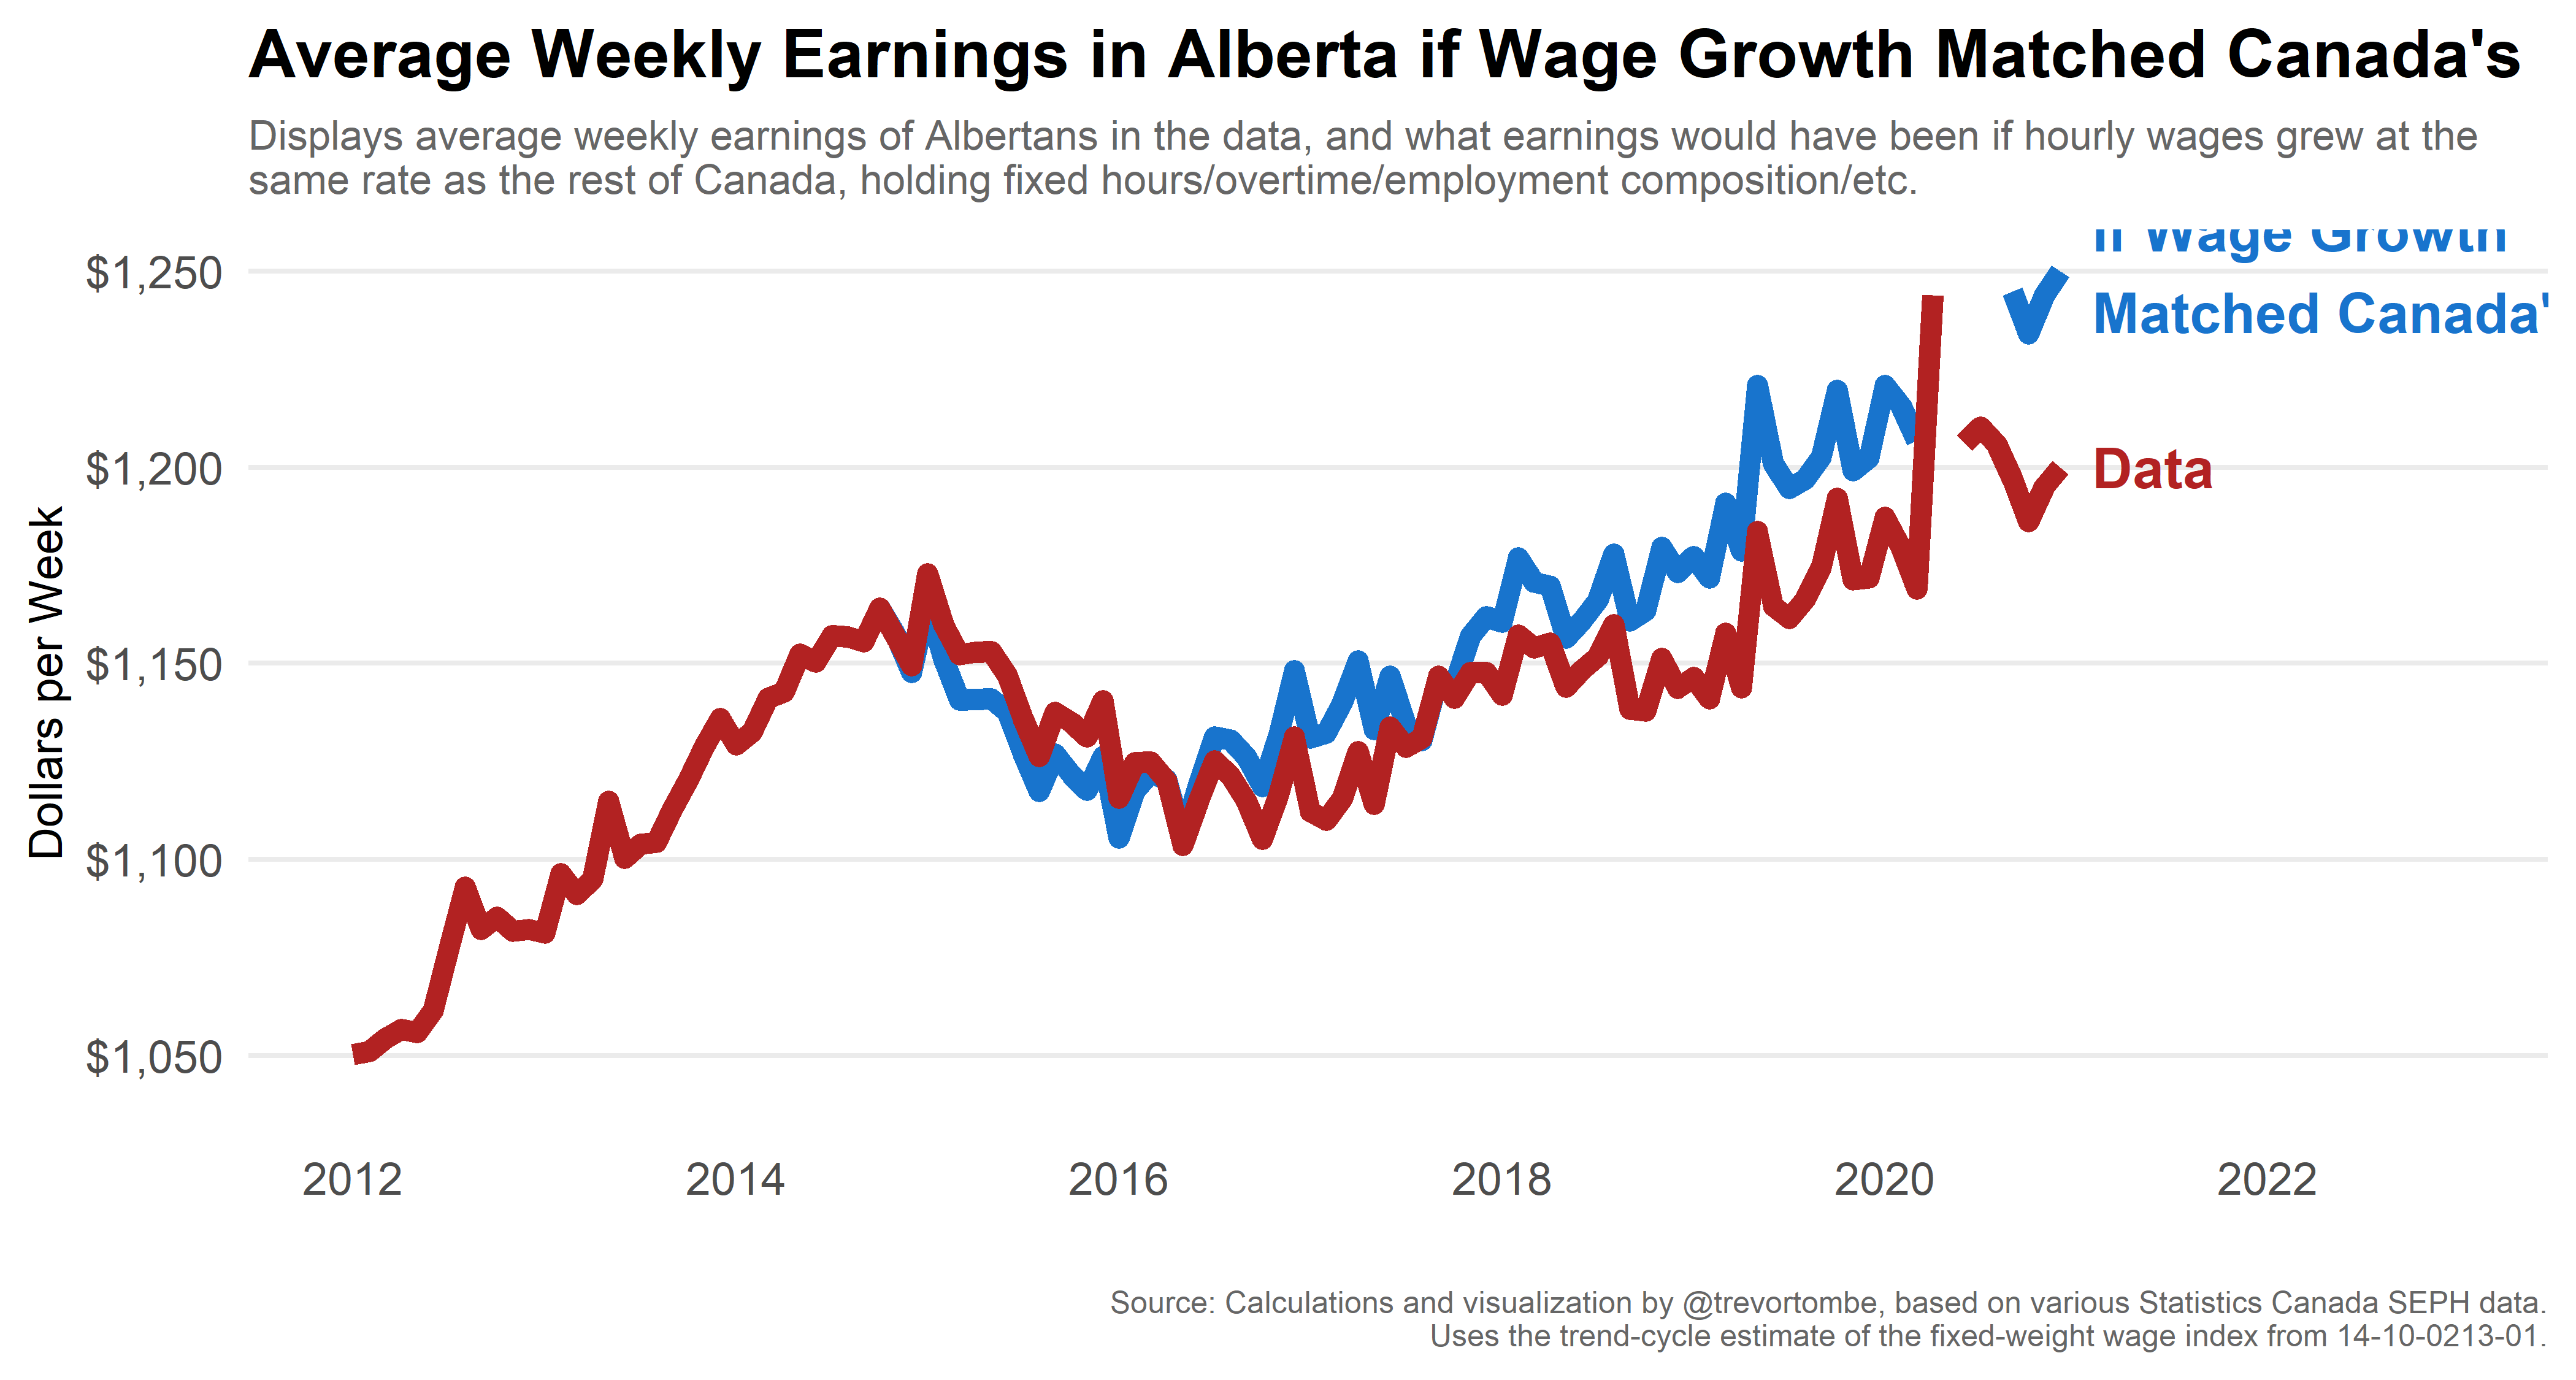 Average Weekly Earnings in Alberta if Wage Growth Matched Canada's
Displays average weekly earnings of Albertans in the data, and what earnings would have been if hourly wages grew at the
same rate as the rest of Canada, holding fixed hours/overtime/employment composition/etc.
If Wage Growth
$1,250
Matched Canada'
$1,200
Data
Dollars per Week
$1,150
$1,100
$1,050
2012
2014
2016
2018
2020
2022
Source: Calculations and visualization by @trevortombe, based on various Statistics Canada SEPH data.
Uses the trend-cycle estimate of the fixed-weight wage index from 14-10-0213-01.